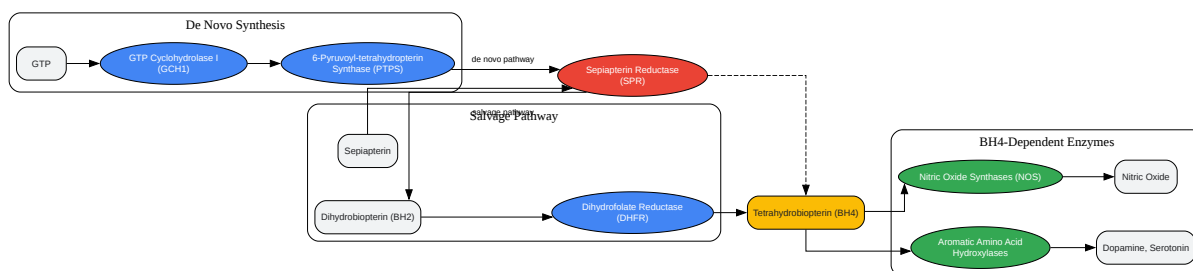 De Novo Synthesis
GTP
GTP Cyclohydrolase I
(GCH1)
6-Pyruvoyl-tetrahydropterin
Synthase (PTPS)
de novo pathway
Sepiapterin Reductase
(SPR)
salvage pathway
Salvage Pathway
Sepiapterin
Dihydrobiopterin (BH2)
Dihydrofolate Reductase
(DHFR)
Tetrahydrobiopterin (BH4)
BH4-Dependent Enzymes
Nitric Oxide Synthases (NOS)
Nitric Oxide
Aromatic Amino Acid
Hydroxylases
Dopamine, Serotonin